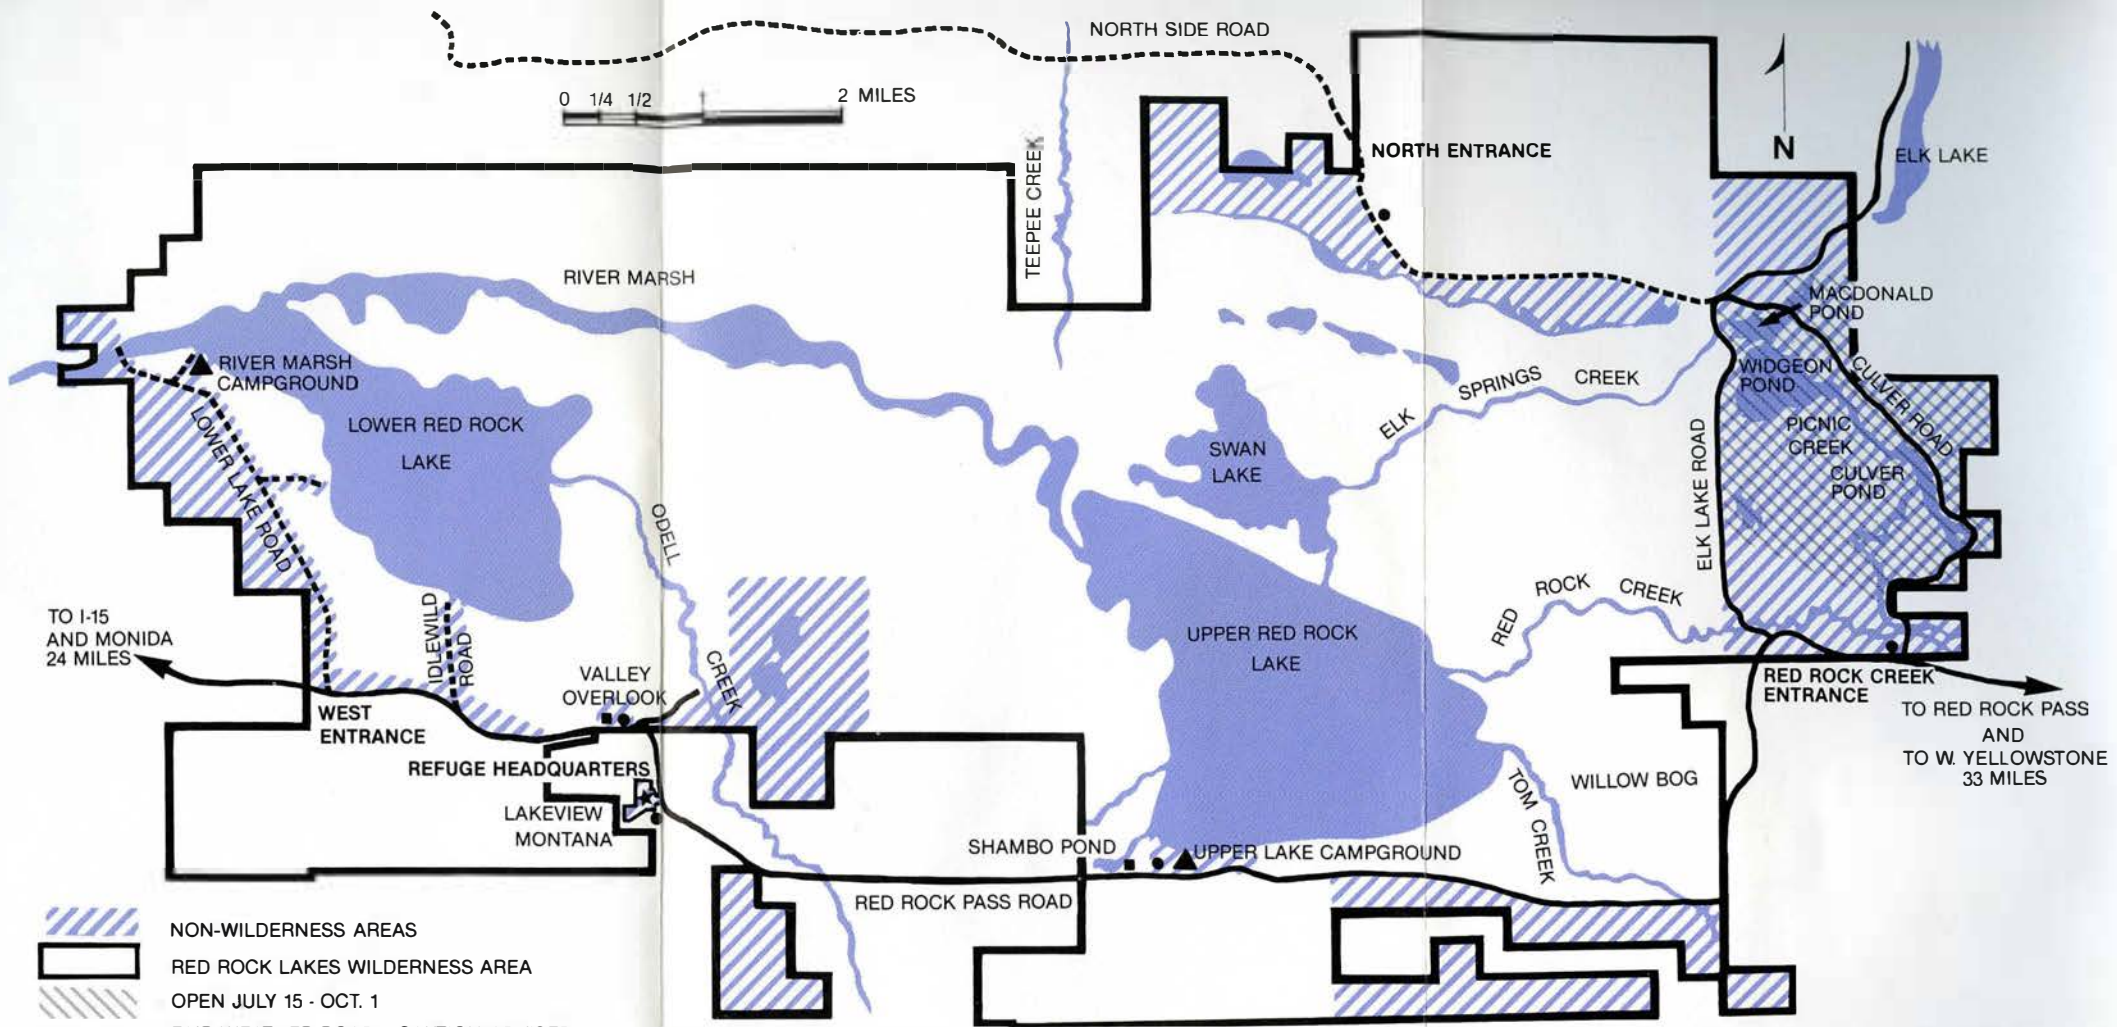 NORTH SIDE ROAD
0 1/4 1/2 1 2 MILES
TEEPEE CREEK
NORTH ENTRANCE
N
ELK LAKE
RIVER MARSH
MACDONALD
POND
RIVER MARSH
CAMPGROUND
WIDGEON
POND
CULVER ROAD
ELK SPRINGS CREEK
LOWER RED ROCK
LAKE
LOWER LAKE ROAD
SWAN
LAKE
PICNIC
CREEK
CULVER
POND
ELK LAKE ROAD
ODELL
CREEK
RED ROCK CREEK
TO I-15
AND MONIDA
24 MILES
IDLEWILD
ROAD
UPPER RED ROCK
LAKE
VALLEY
OVERLOOK
WEST
ENTRANCE
RED ROCK CREEK
ENTRANCE
TO RED ROCK PASS
AND
TO W. YELLOWSTONE
33 MILES
REFUGE HEADQUARTERS
LAKEVIEW
MONTANA
TOM CREEK
WILLOW BOG
SHAMBO POND
UPPER LAKE CAMPGROUND
RED ROCK PASS ROAD
NON-WILDERNESS AREAS
RED ROCK LAKES WILDERNESS AREA
OPEN JULY 15 - OCT. 1